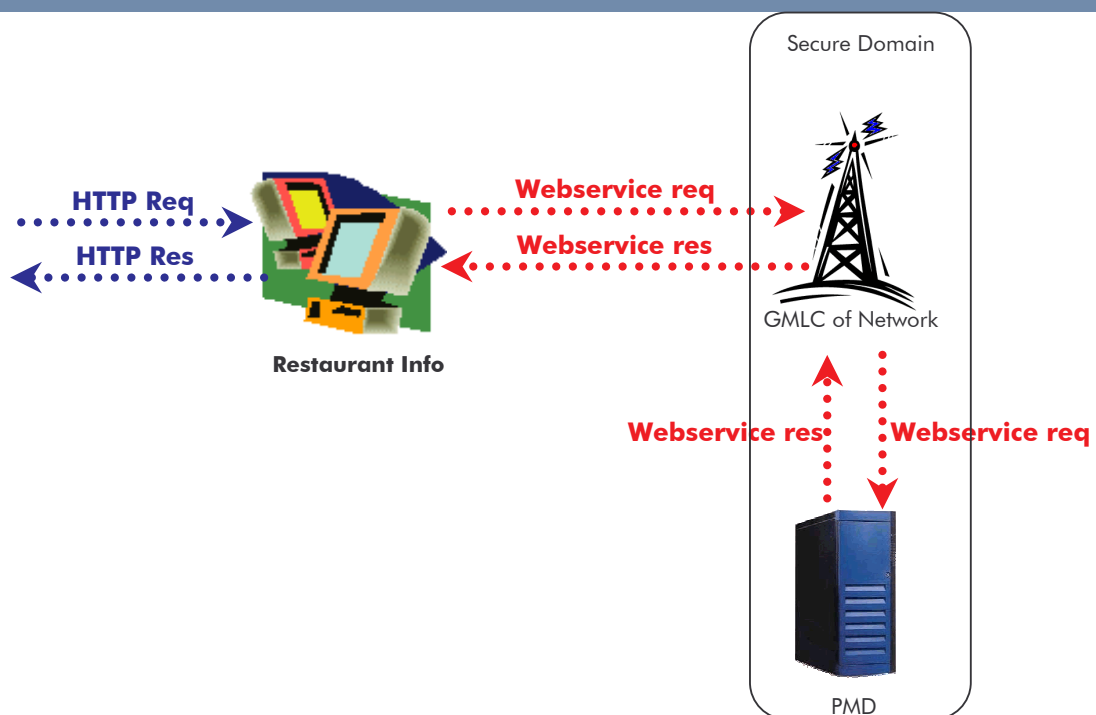 Secure Domain
HTTP Req
HTTP Res
Webservice req
Webservice res
GMLC of Network
Restaurant Info
Webservice res
Webservice req
PMD